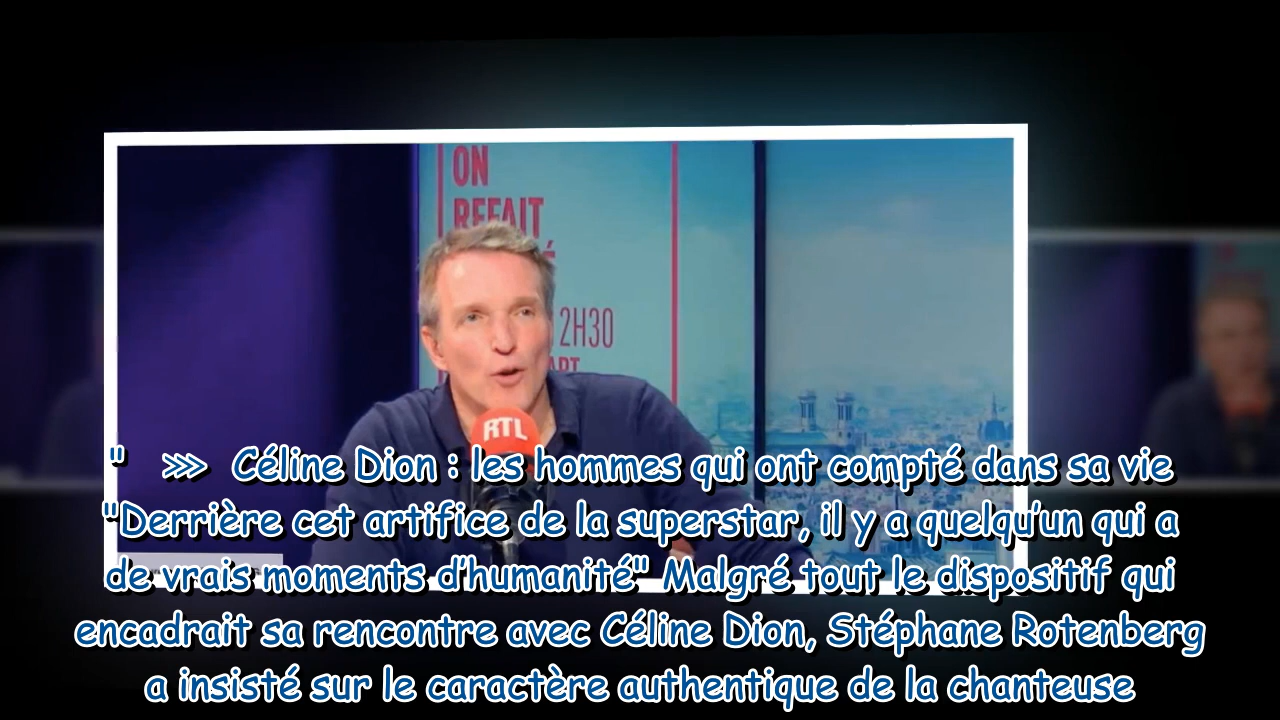 ON
REFAIT
É
2H30
ART
RTL
" >>> Céline Dion : les hommes qui ont compté dans sa vie
"Derrière cet artifice de la superstar, il y a quelqu'un qui a
de vrais moments d'humanité" Malgré tout le dispositif qui
encadrait sa rencontre avec Céline Dion, Stéphane Rotenberg
a insisté sur le caractère authentique de la chanteuse